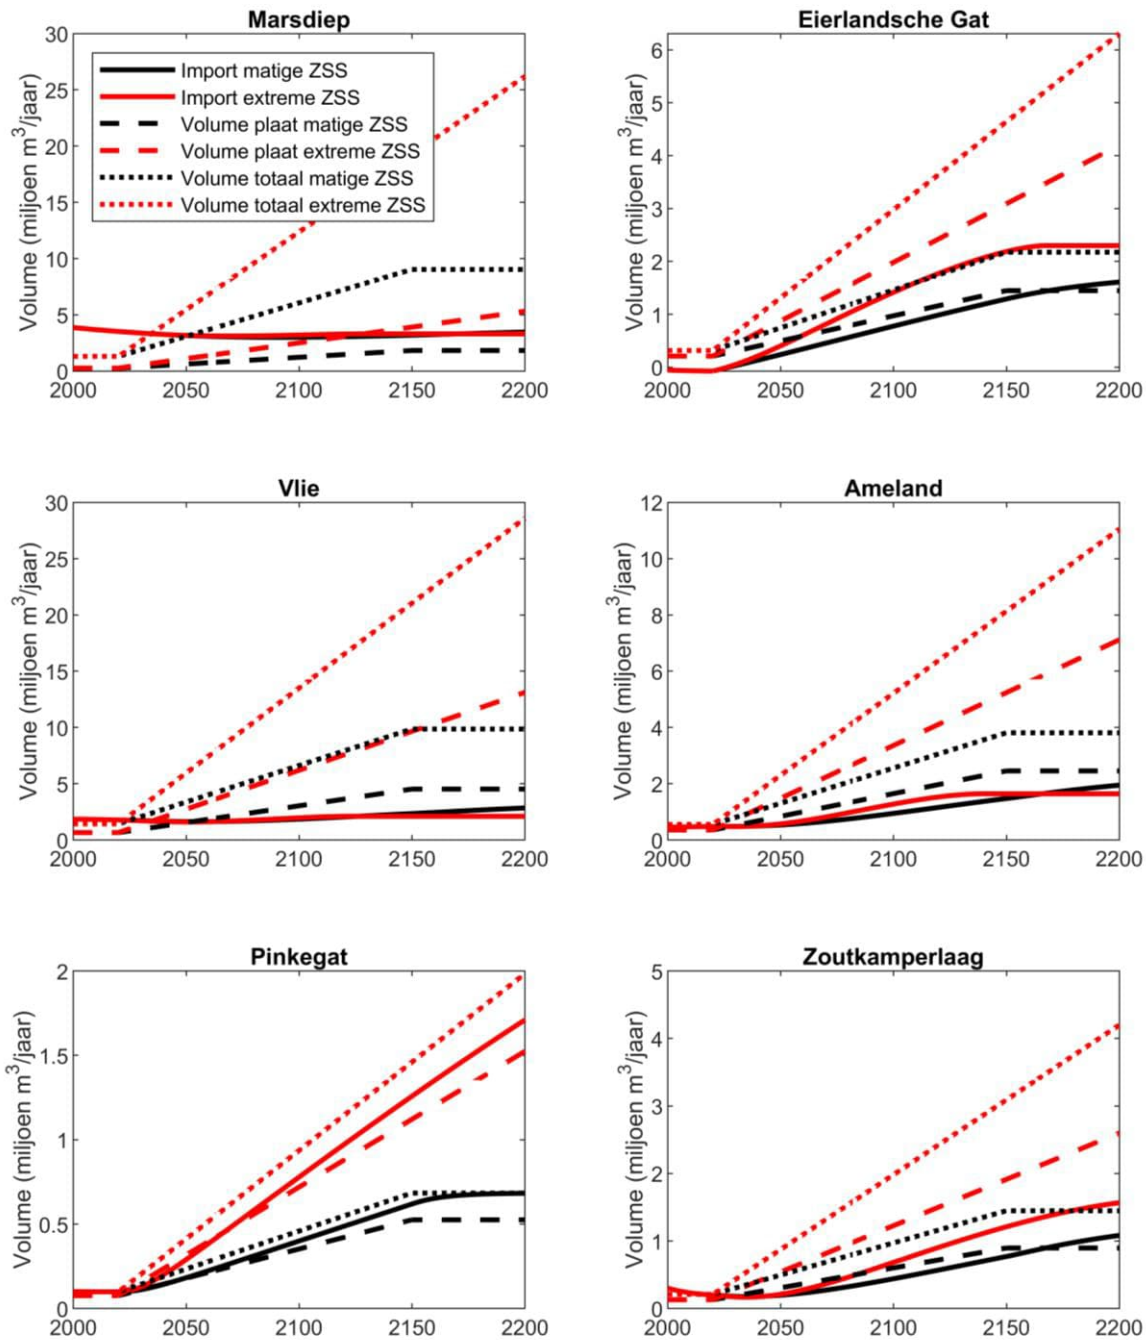 Marsdiep
Volume (miljoen m³/jaar)
30
25
20
15
10
5
0
2000 2050 2100 2150 2200
Import matige ZSS
Import extreme ZSS
Volume plaat matige ZSS
Volume plaat extreme ZSS
Volume totaal matige ZSS
Volume totaal extreme ZSS
Eierlandsche Gat
Volume (miljoen m³/jaar)
6
5
4
3
2
1
0
2000 2050 2100 2150 2200
Vlie
Volume (miljoen m³/jaar)
30
25
20
15
10
5
0
2000 2050 2100 2150 2200
Ameland
Volume (miljoen m³/jaar)
12
10
8
6
4
2
0
2000 2050 2100 2150 2200
Pinkegat
Volume (miljoen m³/jaar)
2
1.5
1
0.5
0
2000 2050 2100 2150 2200
Zoutkamperlaag
Volume (miljoen m³/jaar)
5
4
3
2
1
0
2000 2050 2100 2150 2200